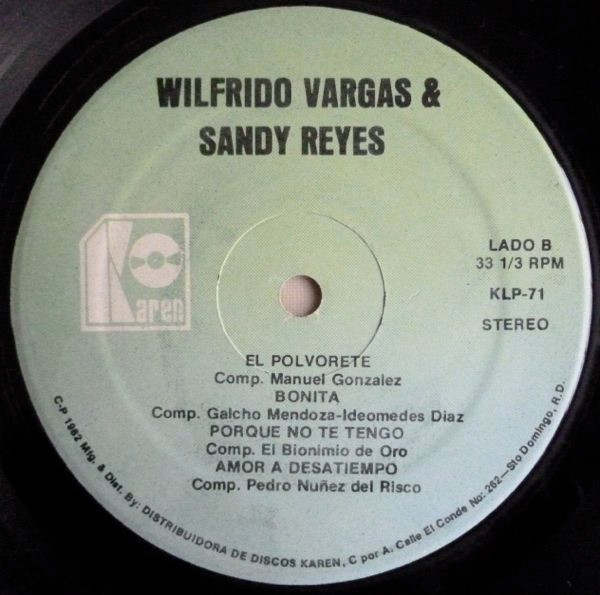 WILFRIDO VARGAS &
SANDY REYES
Karen
LADO B
33 1/3 RPM
KLP-71
STEREO
EL POLVORETE
Comp. Manuel Gonzalez
BONITA
Comp. Galcho Mendoza-Ideomedes Diaz
PORQUE NO TE TENGO
Comp. El Bionimio de Oro
AMOR A DESATIEMPO
Comp. Pedro Nuñez del Risco
C-P 1982 Mfg. & Dist. By: DISTRIBUIDORA DE DISCOS KAREN, C por A. Calle El Conde No: 262—Sto Domingo, R.D.